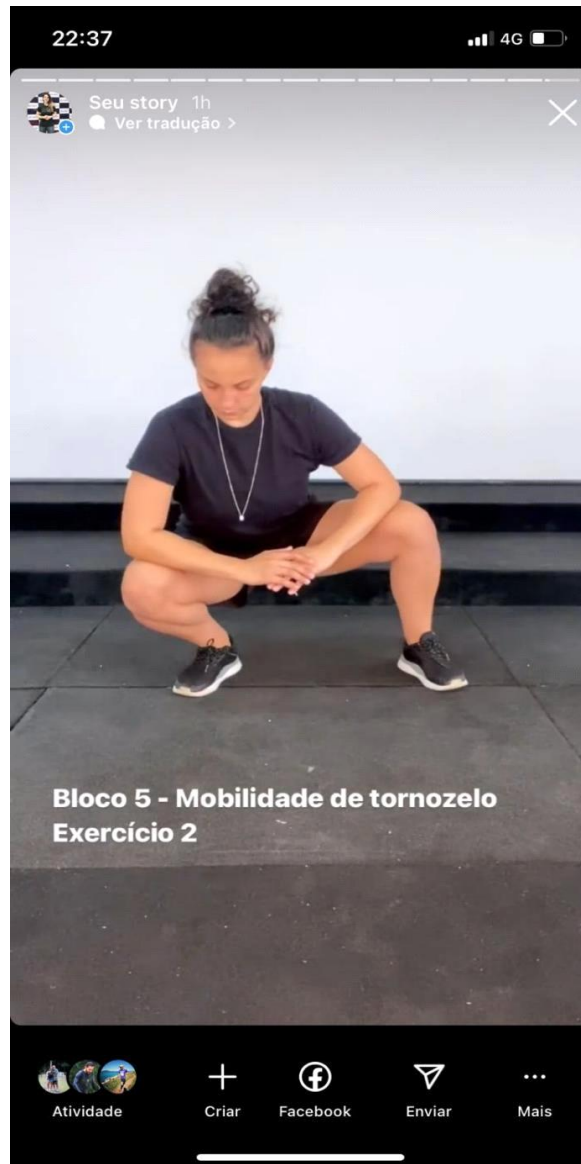 22:37
4G
Seu story 1h
Ver tradução >
Bloco 5 - Mobilidade de tornozelo
Exercício 2
Atividade
Criar
Facebook
Enviar
Mais